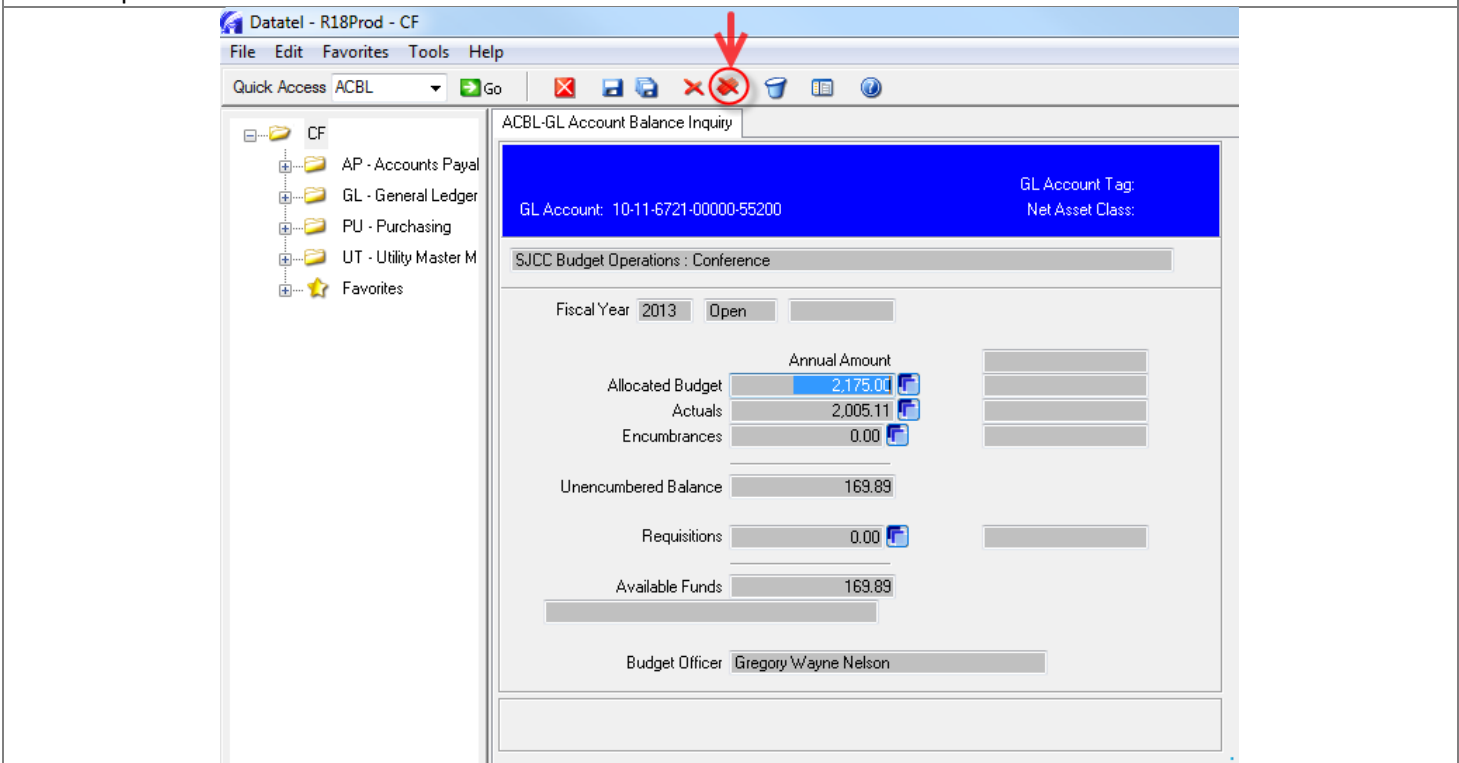 Datatel - R18Prod - CF
File Edit Favorites Tools Help
Quick Access ACBL Go
CF
AP - Accounts Payal
GL - General Ledger
PU - Purchasing
UT - Utility Master M
Favorites
ACBL-GL Account Balance Inquiry
GL Account Tag:
GL Account: 10-11-6721-00000-55200 Net Asset Class:
SJCC Budget Operations : Conference
Fiscal Year 2013 Open
Annual Amount
Allocated Budget 2,175.00
Actuals 2,005.11
Encumbrances 0.00
Unencumbered Balance 169.89
Requisitions 0.00
Available Funds 169.89
Budget Officer Gregory Wayne Nelson